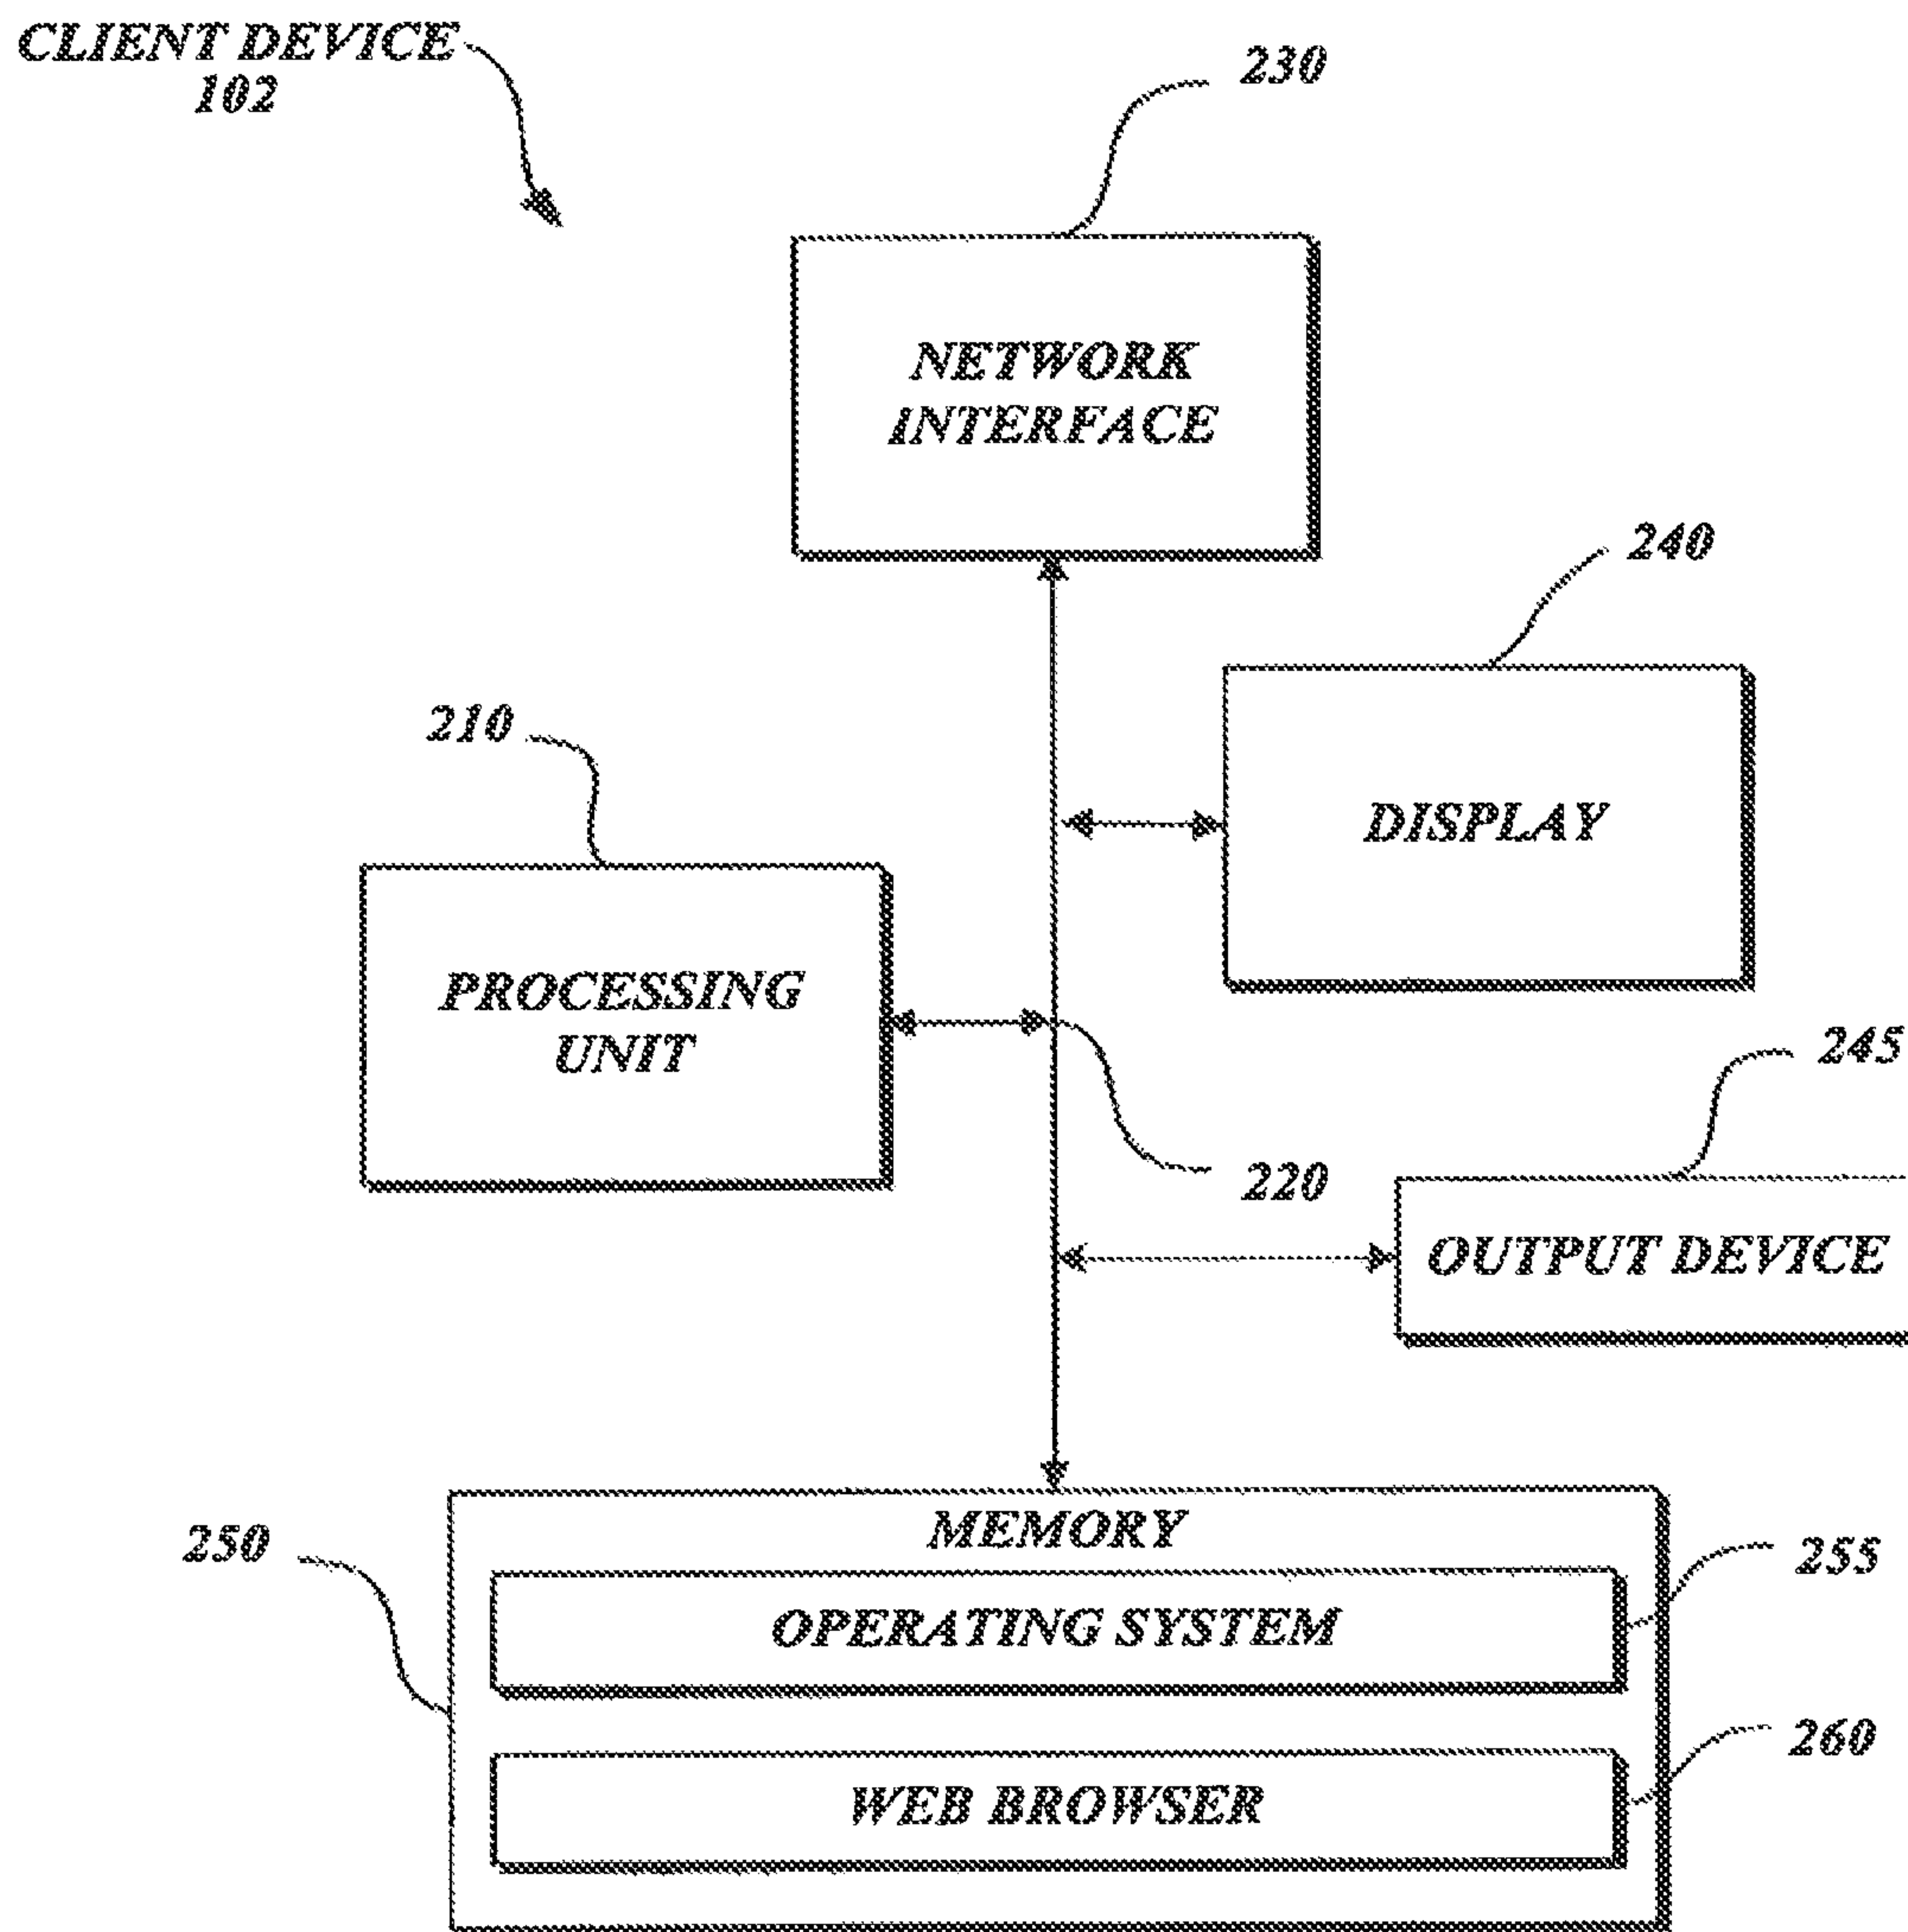 CLIENT DEVICE
102
230
NETWORK
INTERFACE
240
210
DISPLAY
PROCESSING
UNIT
245
220
OUTPUT DEVICE
MEMORY
250
255
OPERATING SYSTEM
260
WEB BROWSER